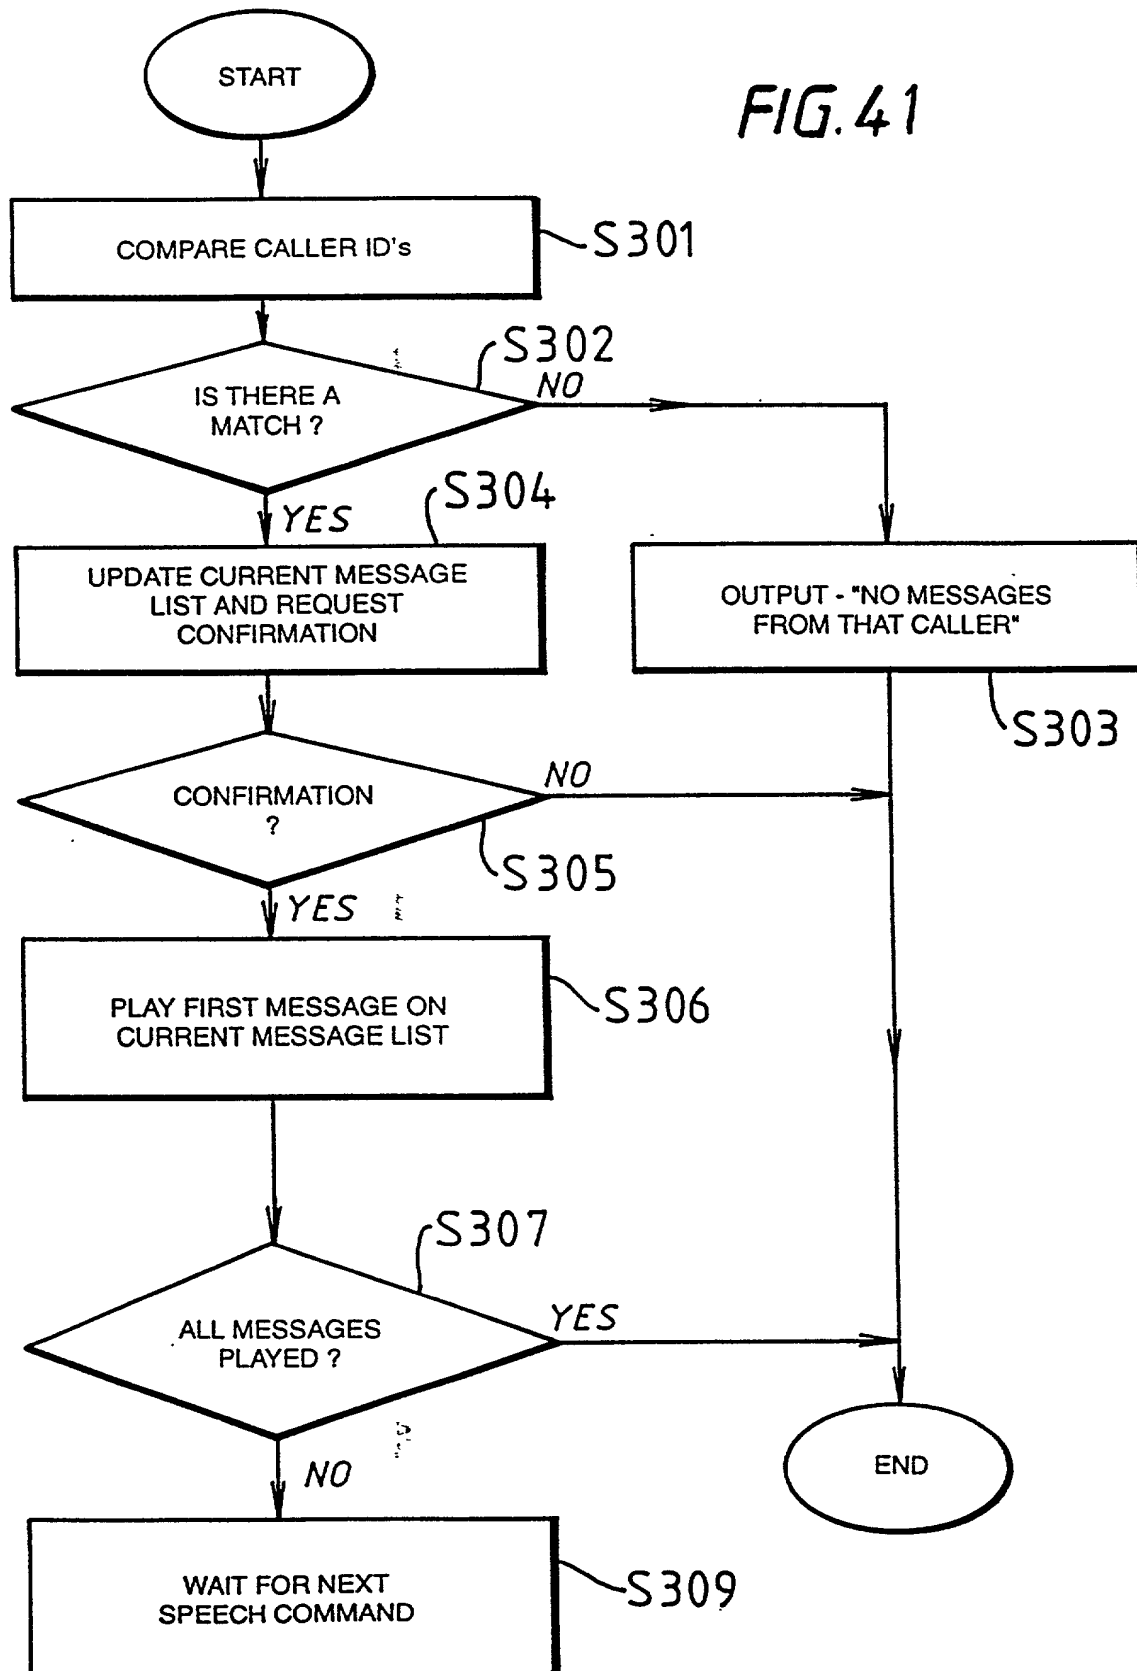 START
FIG. 41
COMPARE CALLER ID's
S301
S302
IS THERE A
MATCH ?
NO
YES
S304
UPDATE CURRENT MESSAGE
LIST AND REQUEST
CONFIRMATION
OUTPUT - "NO MESSAGES
FROM THAT CALLER"
S303
CONFIRMATION
?
NO
S305
YES
PLAY FIRST MESSAGE ON
CURRENT MESSAGE LIST
S306
S307
ALL MESSAGES
PLAYED ?
YES
NO
END
WAIT FOR NEXT
SPEECH COMMAND
S309